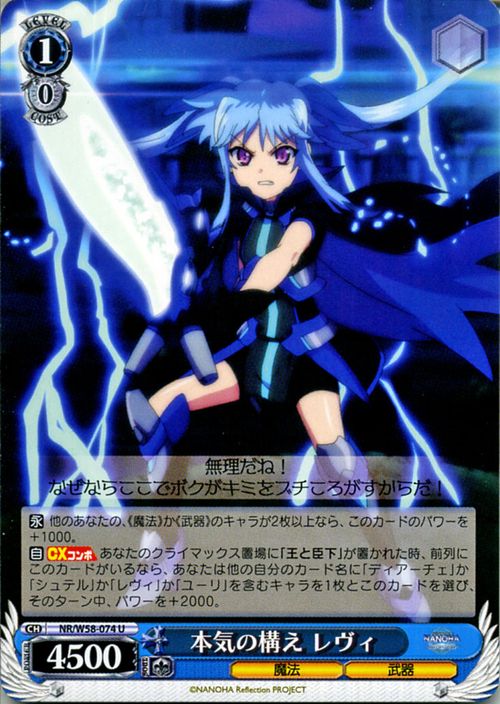 LEVEL
1
0
COST
無理だね!
なぜならここでボクがキミをブチころがすからだ!
永 他のあなたの、《魔法》か《武器》のキャラが2枚以上なら、このカードのパワーを
+1000。
自 CXコンボ あなたのクライマックス置場に「王と臣下」が置かれた時、前列に
このカードがいるなら、あなたは他の自分のカード名に「ディアーチェ」か
「シュテル」か「レヴィ」か「ユーリ」を含むキャラを1枚とこのカードを選び、
そのターン中、パワーを+2000。
CH NR/W58-074 U
POWER 4500 SOUL 本気の構え レヴィ NANOHA
魔法 武器
©NANOHA Reflection PROJECT